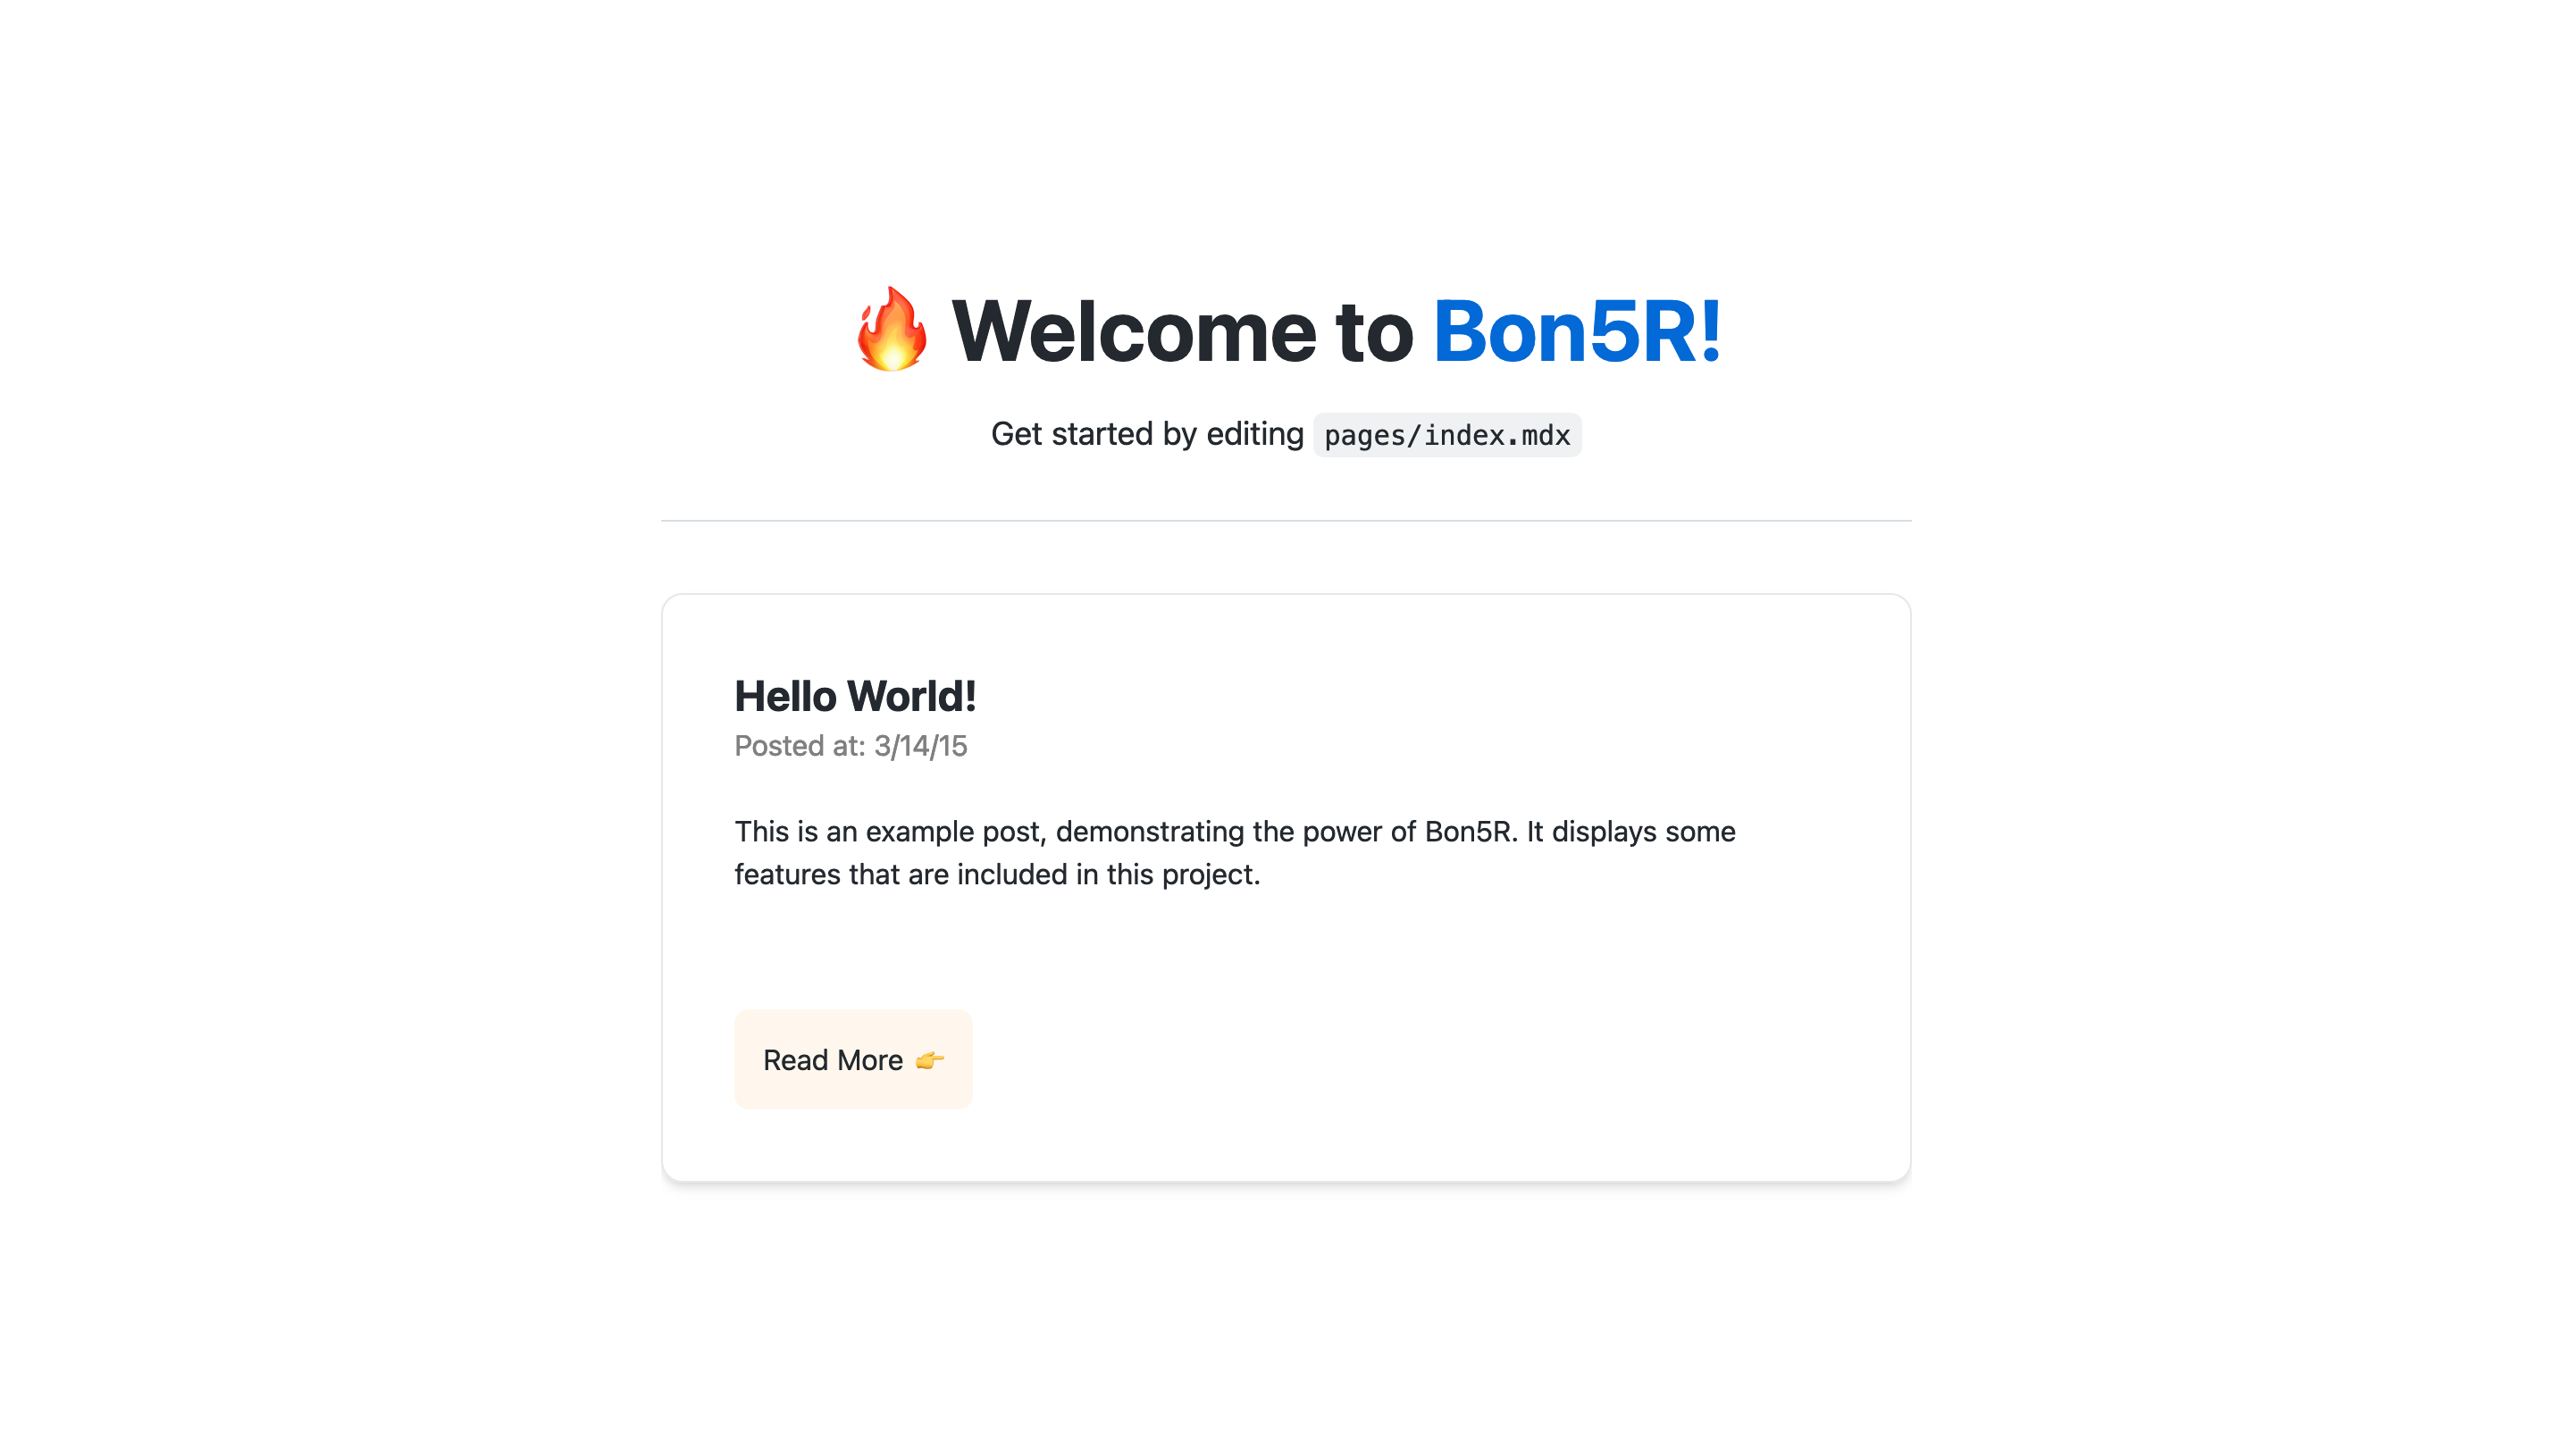 🔥 Welcome to Bon5R!
Get started by editing pages/index.mdx
Hello World!
Posted at: 3/14/15
This is an example post, demonstrating the power of Bon5R. It displays some
features that are included in this project.
Read More 👉